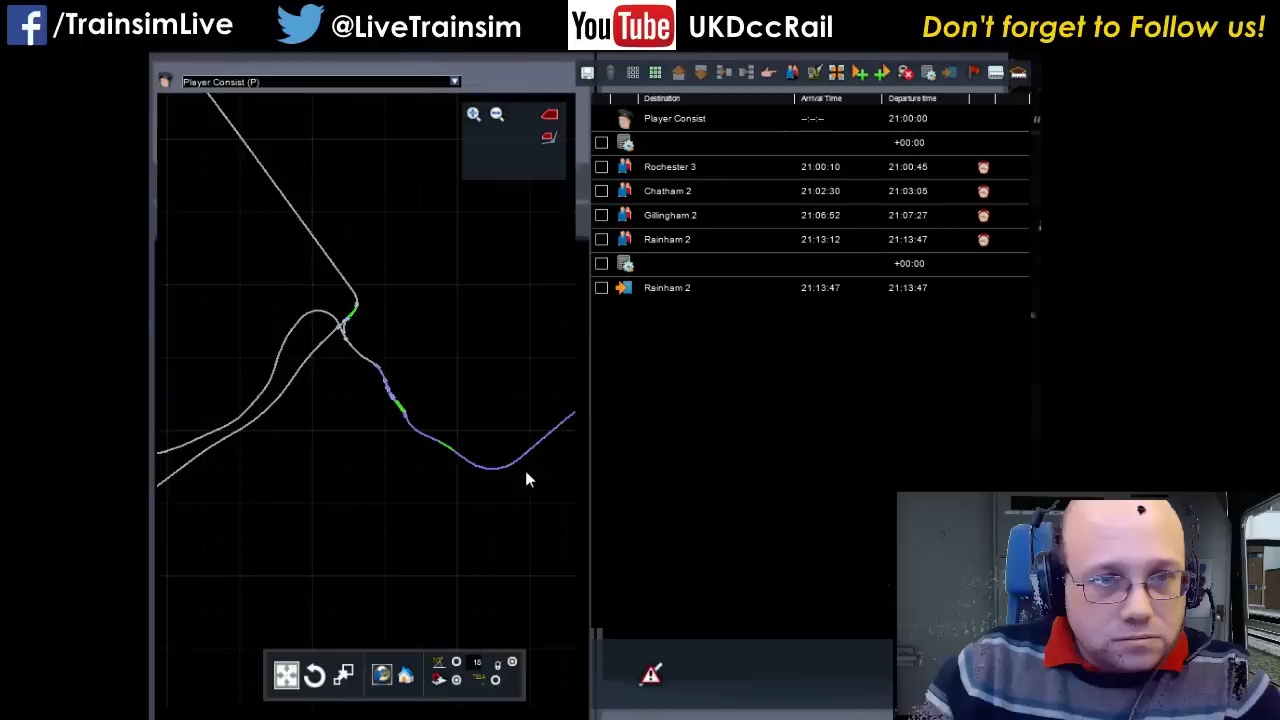 /TrainsimLive
@LiveTrainsim
YouTube UKDccRail
Don't forget to Follow us!
Player Consist (P)
Destination Arrival Time Departure time
Player Consist --:--:-- 21:00:00
+00:00
Rochester 3 21:00:10 21:00:45
Chatham 2 21:02:30 21:03:05
Gillingham 2 21:06:52 21:07:27
Rainham 2 21:13:12 21:13:47
+00:00
Rainham 2 21:13:47 21:13:47
18